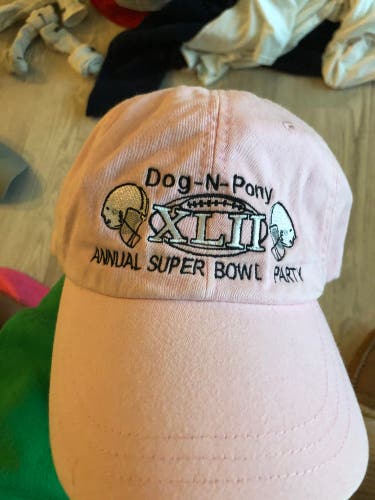 Dog-N-Pony
XLII
ANNUAL SUPER BOWL PARTY